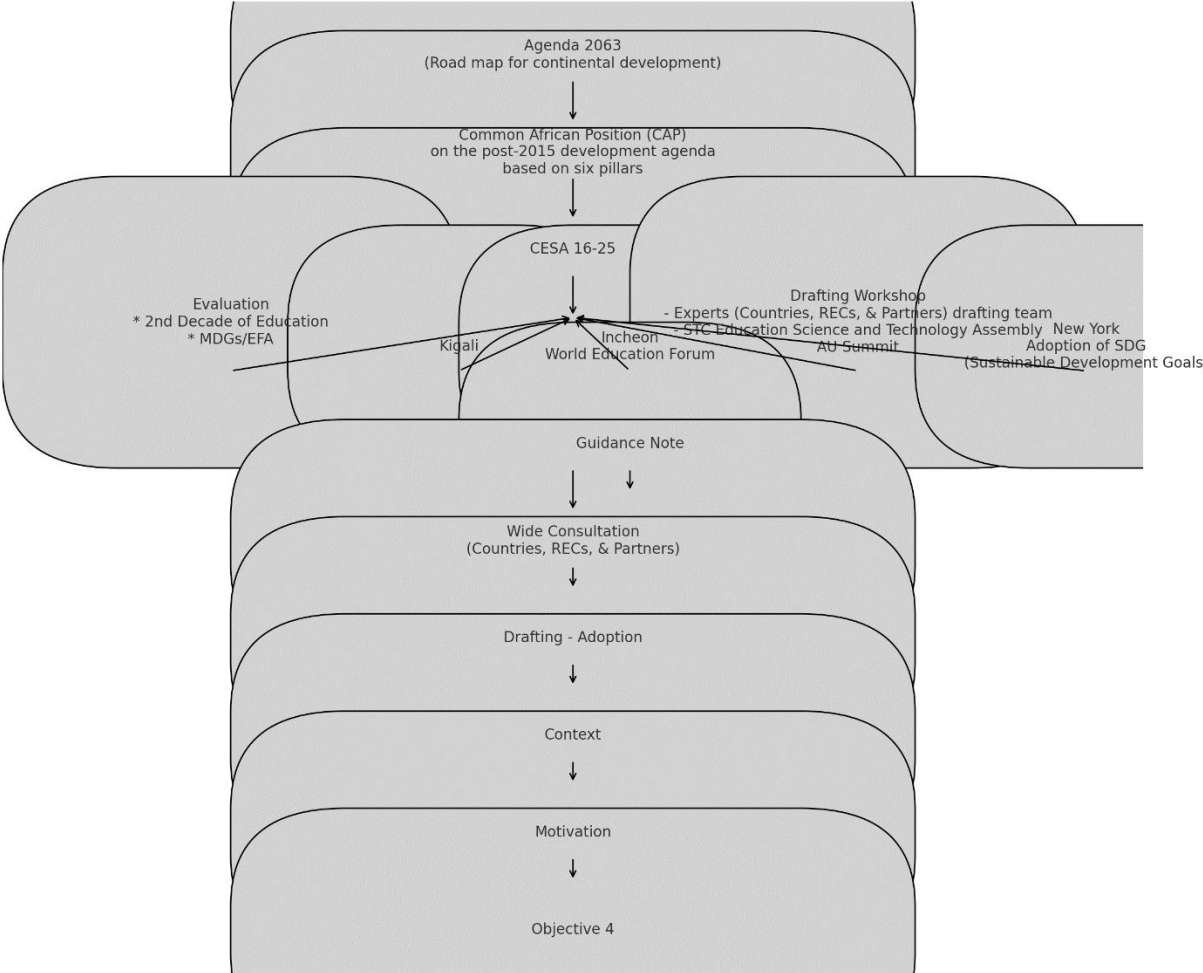 Agenda 2063
(Road map for continental development)
Common African Position (CAP)
on the post-2015 development agenda
based on six pillars
CESA 16-25
Evaluation
* 2nd Decade of Education
* MDGs/EFA
Kigali
Incheon
World Education Forum
Drafting Workshop
- Experts (Countries, RECs, & Partners) drafting team
- STC Education Science and Technology Assembly
AU Summit
New York
Adoption of SDG
(Sustainable Development Goals
Guidance Note
Wide Consultation
(Countries, RECs, & Partners)
Drafting - Adoption
Context
Motivation
Objective 4